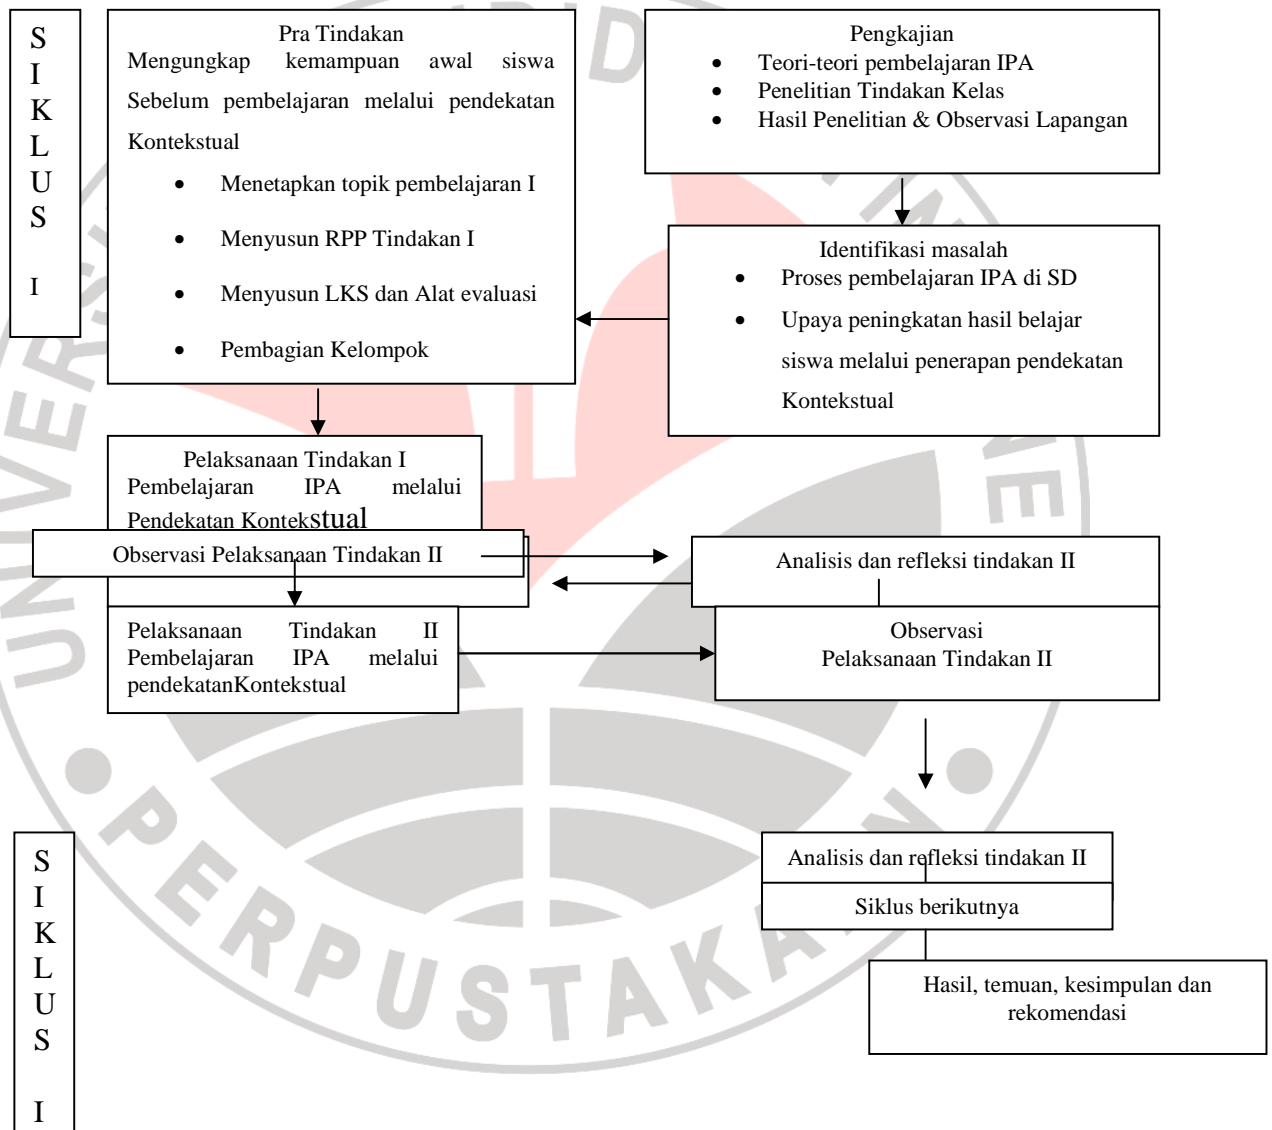 S
I
K
L
U
S
I
Pra Tindakan
Mengungkap kemampuan awal siswa
Sebelum pembelajaran melalui pendekatan
Kontekstual
• Menetapkan topik pembelajaran I
• Menyusun RPP Tindakan I
• Menyusun LKS dan Alat evaluasi
• Pembagian Kelompok
Pengkajian
• Teori-teori pembelajaran IPA
• Penelitian Tindakan Kelas
• Hasil Penelitian & Observasi Lapangan
Identifikasi masalah
• Proses pembelajaran IPA di SD
• Upaya peningkatan hasil belajar
siswa melalui penerapan pendekatan
Kontekstual
Pelaksanaan Tindakan I
Pembelajaran IPA melalui
Pendekatan Kontekstual
Observasi Pelaksanaan Tindakan II
Analisis dan refleksi tindakan II
Pelaksanaan Tindakan II
Pembelajaran IPA melalui
pendekatanKontekstual
Observasi
Pelaksanaan Tindakan II
S
I
K
L
U
S
I
Analisis dan refleksi tindakan II
Siklus berikutnya
Hasil, temuan, kesimpulan dan
rekomendasi
PERPUSTAKAAN